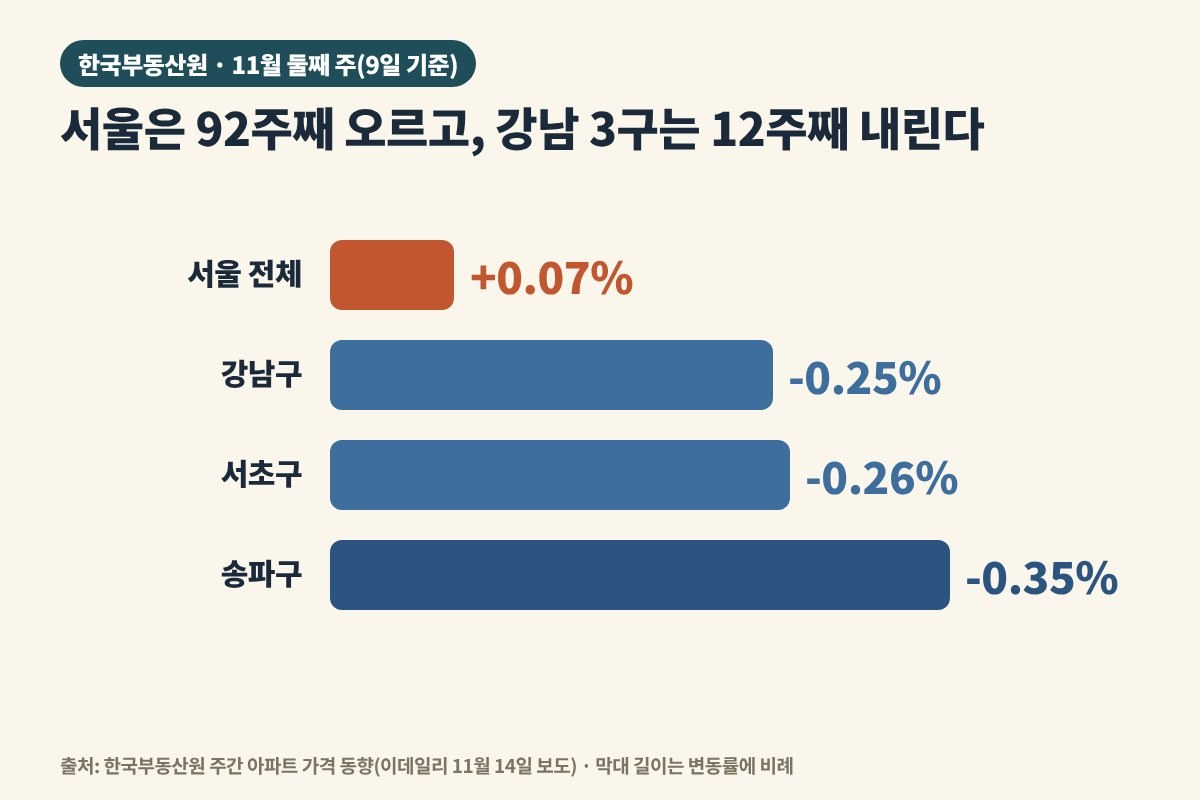 한국부동산원 · 11월 둘째 주(9일 기준)
서울은 92주째 오르고, 강남 3구는 12주째 내린다
서울 전체 +0.07%
강남구 -0.25%
서초구 -0.26%
송파구 -0.35%
출처: 한국부동산원 주간 아파트 가격 동향(이데일리 11월 14일 보도) · 막대 길이는 변동률에 비례